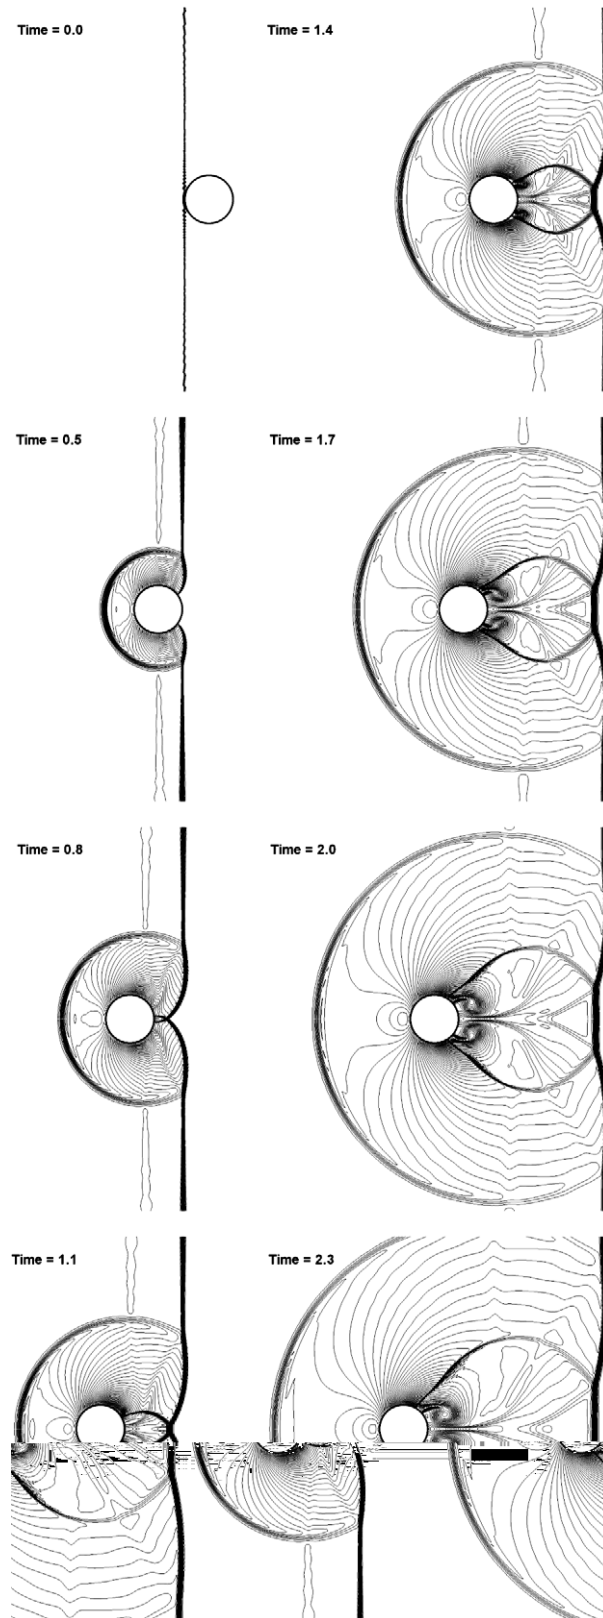 Time = 0.0
Time = 1.4
Time = 0.5
Time = 1.7
Time = 0.8
Time = 2.0
Time = 1.1
Time = 2.3